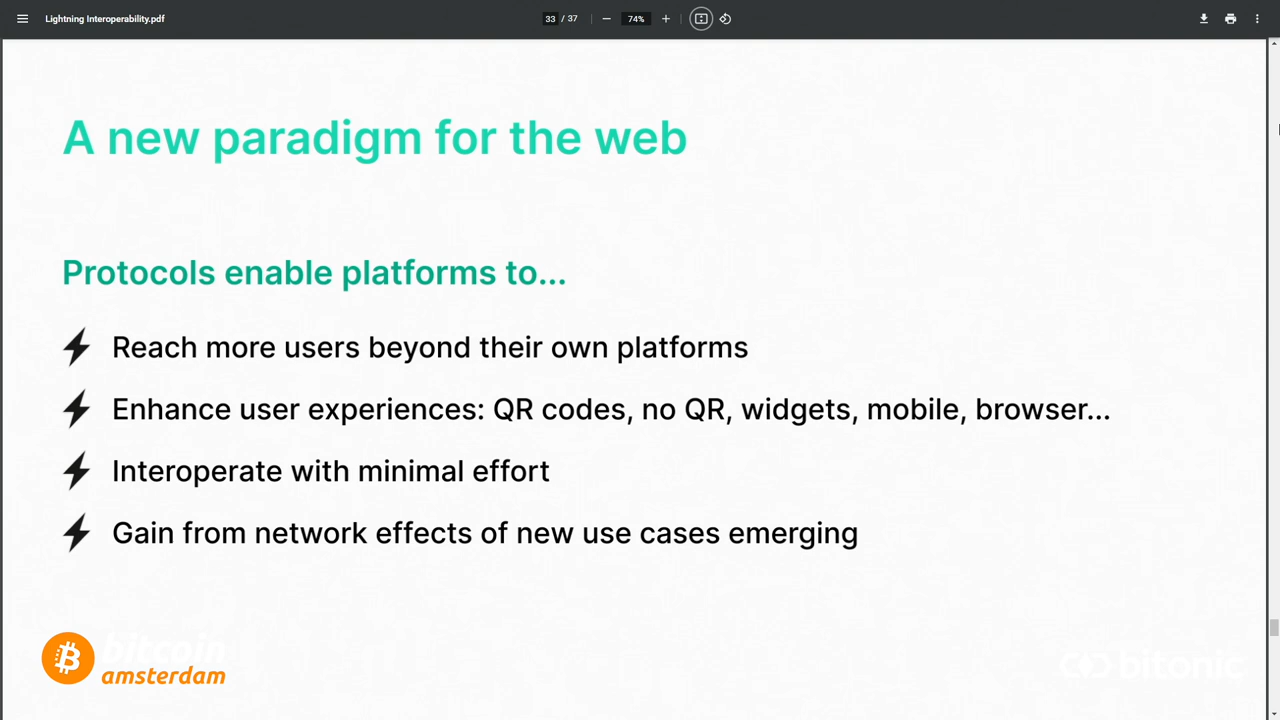 Lightning Interoperability.pdf
33 / 37
74%
A new paradigm for the web
Protocols enable platforms to...
Reach more users beyond their own platforms
Enhance user experiences: QR codes, no QR, widgets, mobile, browser...
Interoperate with minimal effort
Gain from network effects of new use cases emerging
bitcoin
amsterdam
bitonic